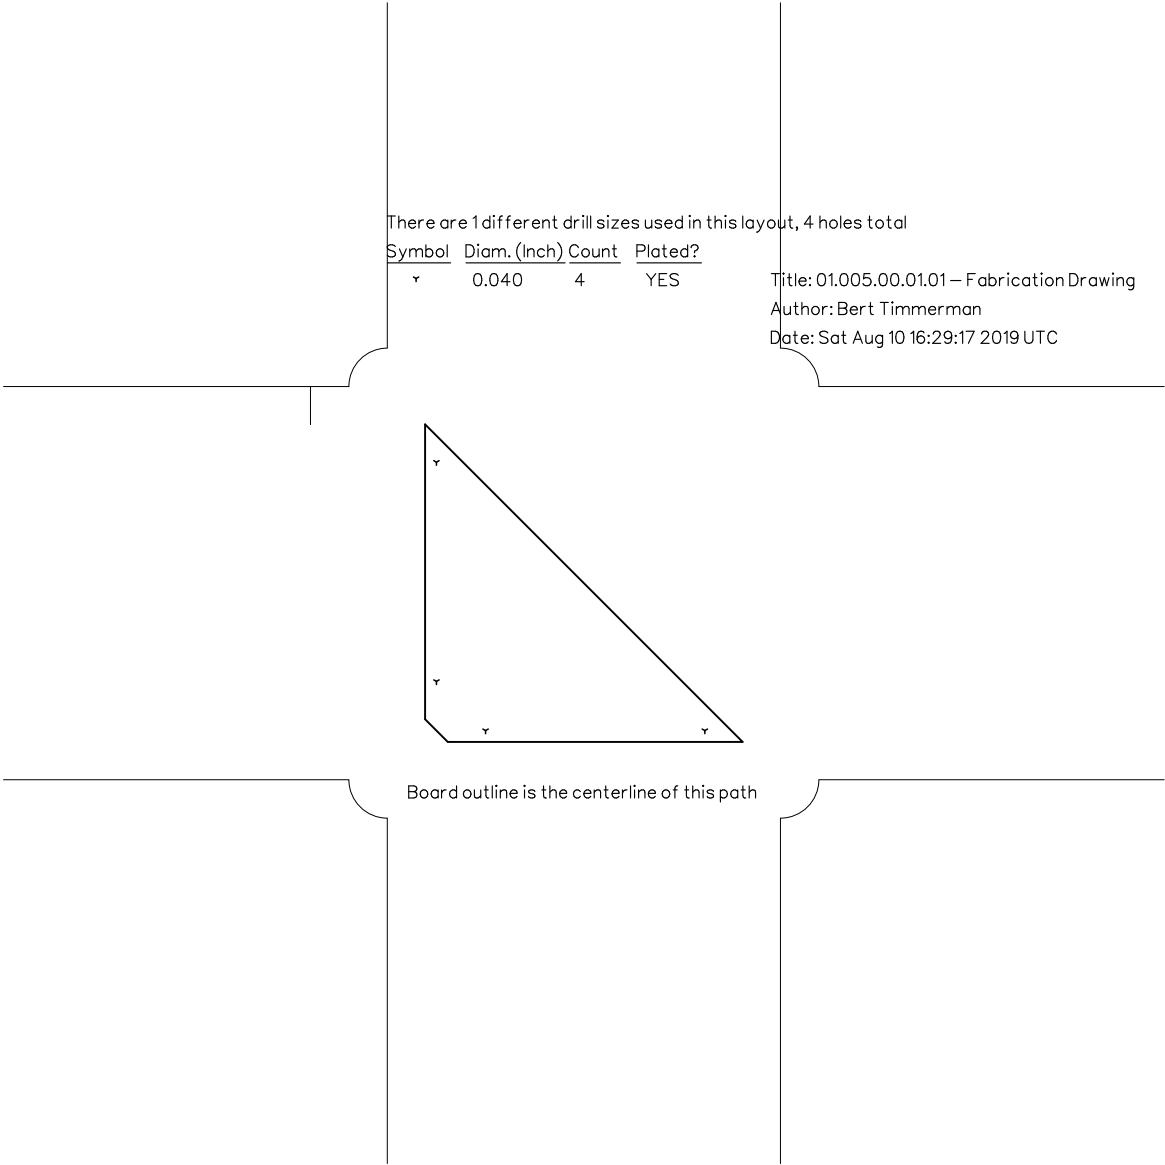 There are 1 different drill sizes used in this layout, 4 holes total
Symbol Diam. (Inch) Count Plated?
0.040 4 YES
Title: 01.005.00.01.01 – Fabrication Drawing
Author: Bert Timmerman
Date: Sat Aug 10 16:29:17 2019 UTC
Board outline is the centerline of this path